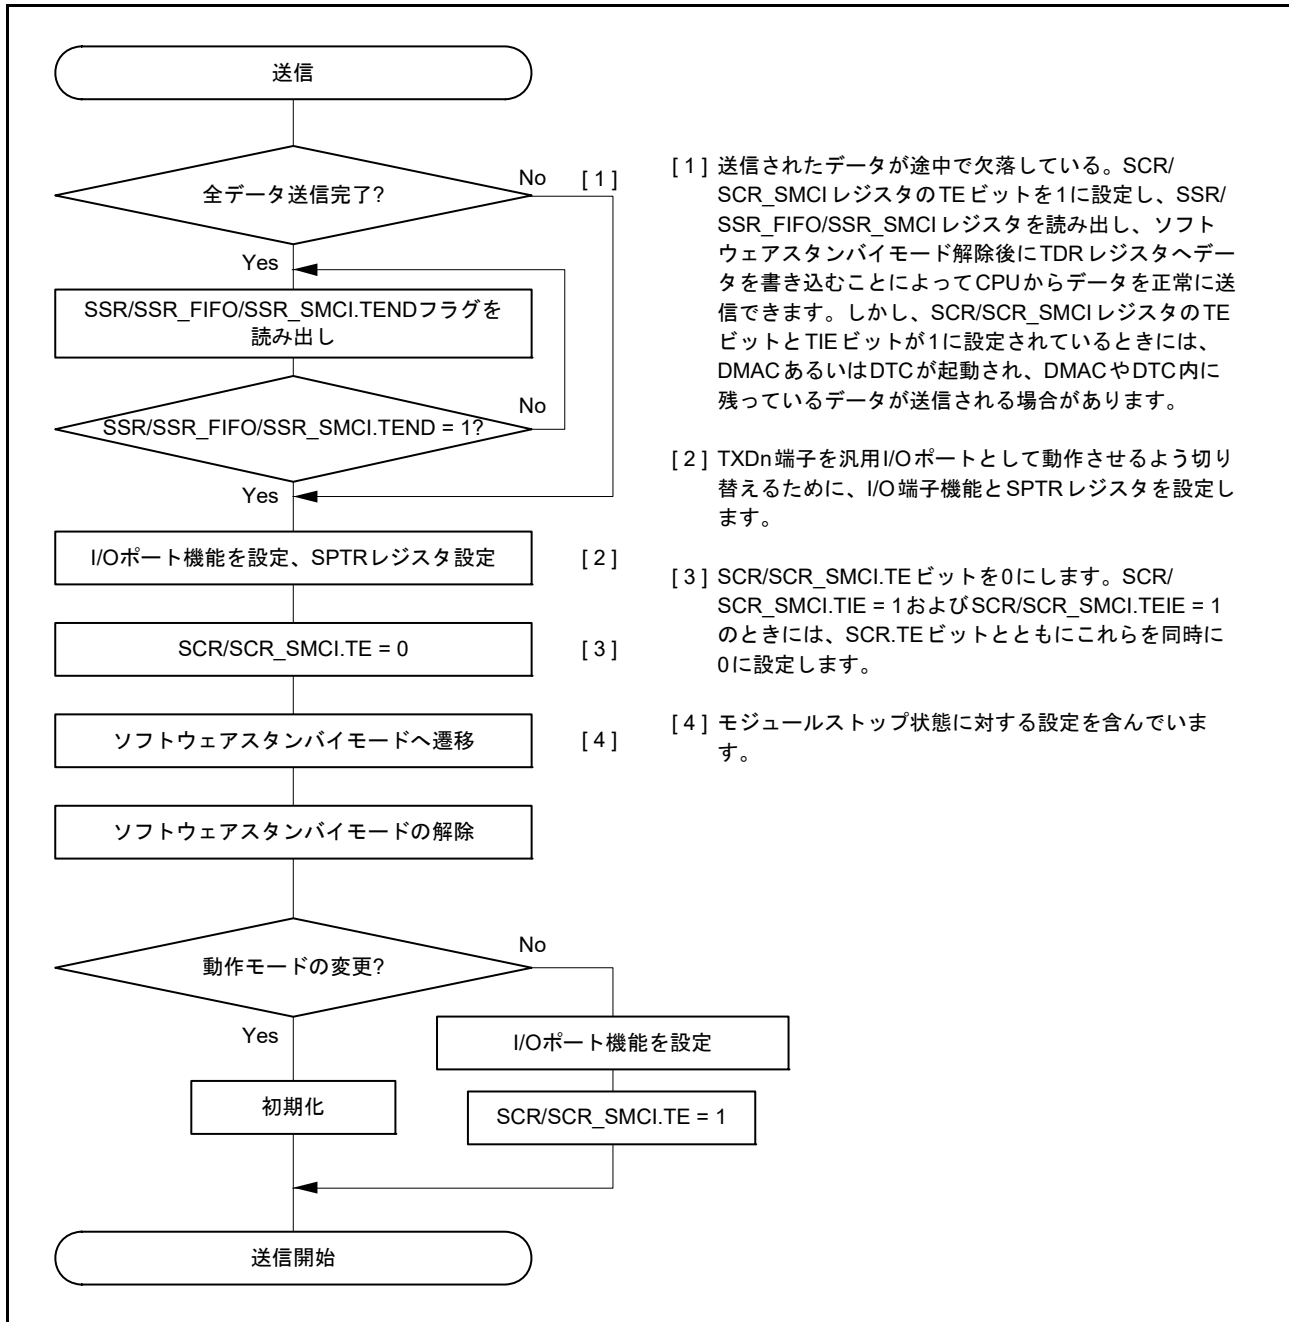 送信
全データ送信完了?
No
[ 1 ]
Yes
SSR/SSR_FIFO/SSR_SMCI.TENDフラグを
読み出し
SSR/SSR_FIFO/SSR_SMCI.TEND = 1?
No
Yes
I/Oポート機能を設定、SPTRレジスタ設定
[ 2 ]
SCR/SCR_SMCI.TE = 0
[ 3 ]
ソフトウェアスタンバイモードへ遷移
[ 4 ]
ソフトウェアスタンバイモードの解除
動作モードの変更?
No
Yes
I/Oポート機能を設定
初期化
SCR/SCR_SMCI.TE = 1
送信開始
[ 1 ] 送信されたデータが途中で欠落している。SCR/
SCR_SMCIレジスタのTEビットを1に設定し、SSR/
SSR_FIFO/SSR_SMCIレジスタを読み出し、ソフト
ウェアスタンバイモード解除後にTDRレジスタへデー
タを書き込むことによってCPUからデータを正常に送
信できます。しかし、SCR/SCR_SMCIレジスタのTE
ビットとTIEビットが1に設定されているときには、
DMACあるいはDTCが起動され、DMACやDTC内に
残っているデータが送信される場合があります。
[ 2 ] TXDn端子を汎用I/Oポートとして動作させるよう切り
替えるために、I/O端子機能とSPTRレジスタを設定し
ます。
[ 3 ] SCR/SCR_SMCI.TEビットを0にします。SCR/
SCR_SMCI.TIE = 1およびSCR/SCR_SMCI.TEIE = 1
のときには、SCR.TEビットとともにこれらを同時に
0に設定します。
[ 4 ] モジュールストップ状態に対する設定を含んでいま
す。